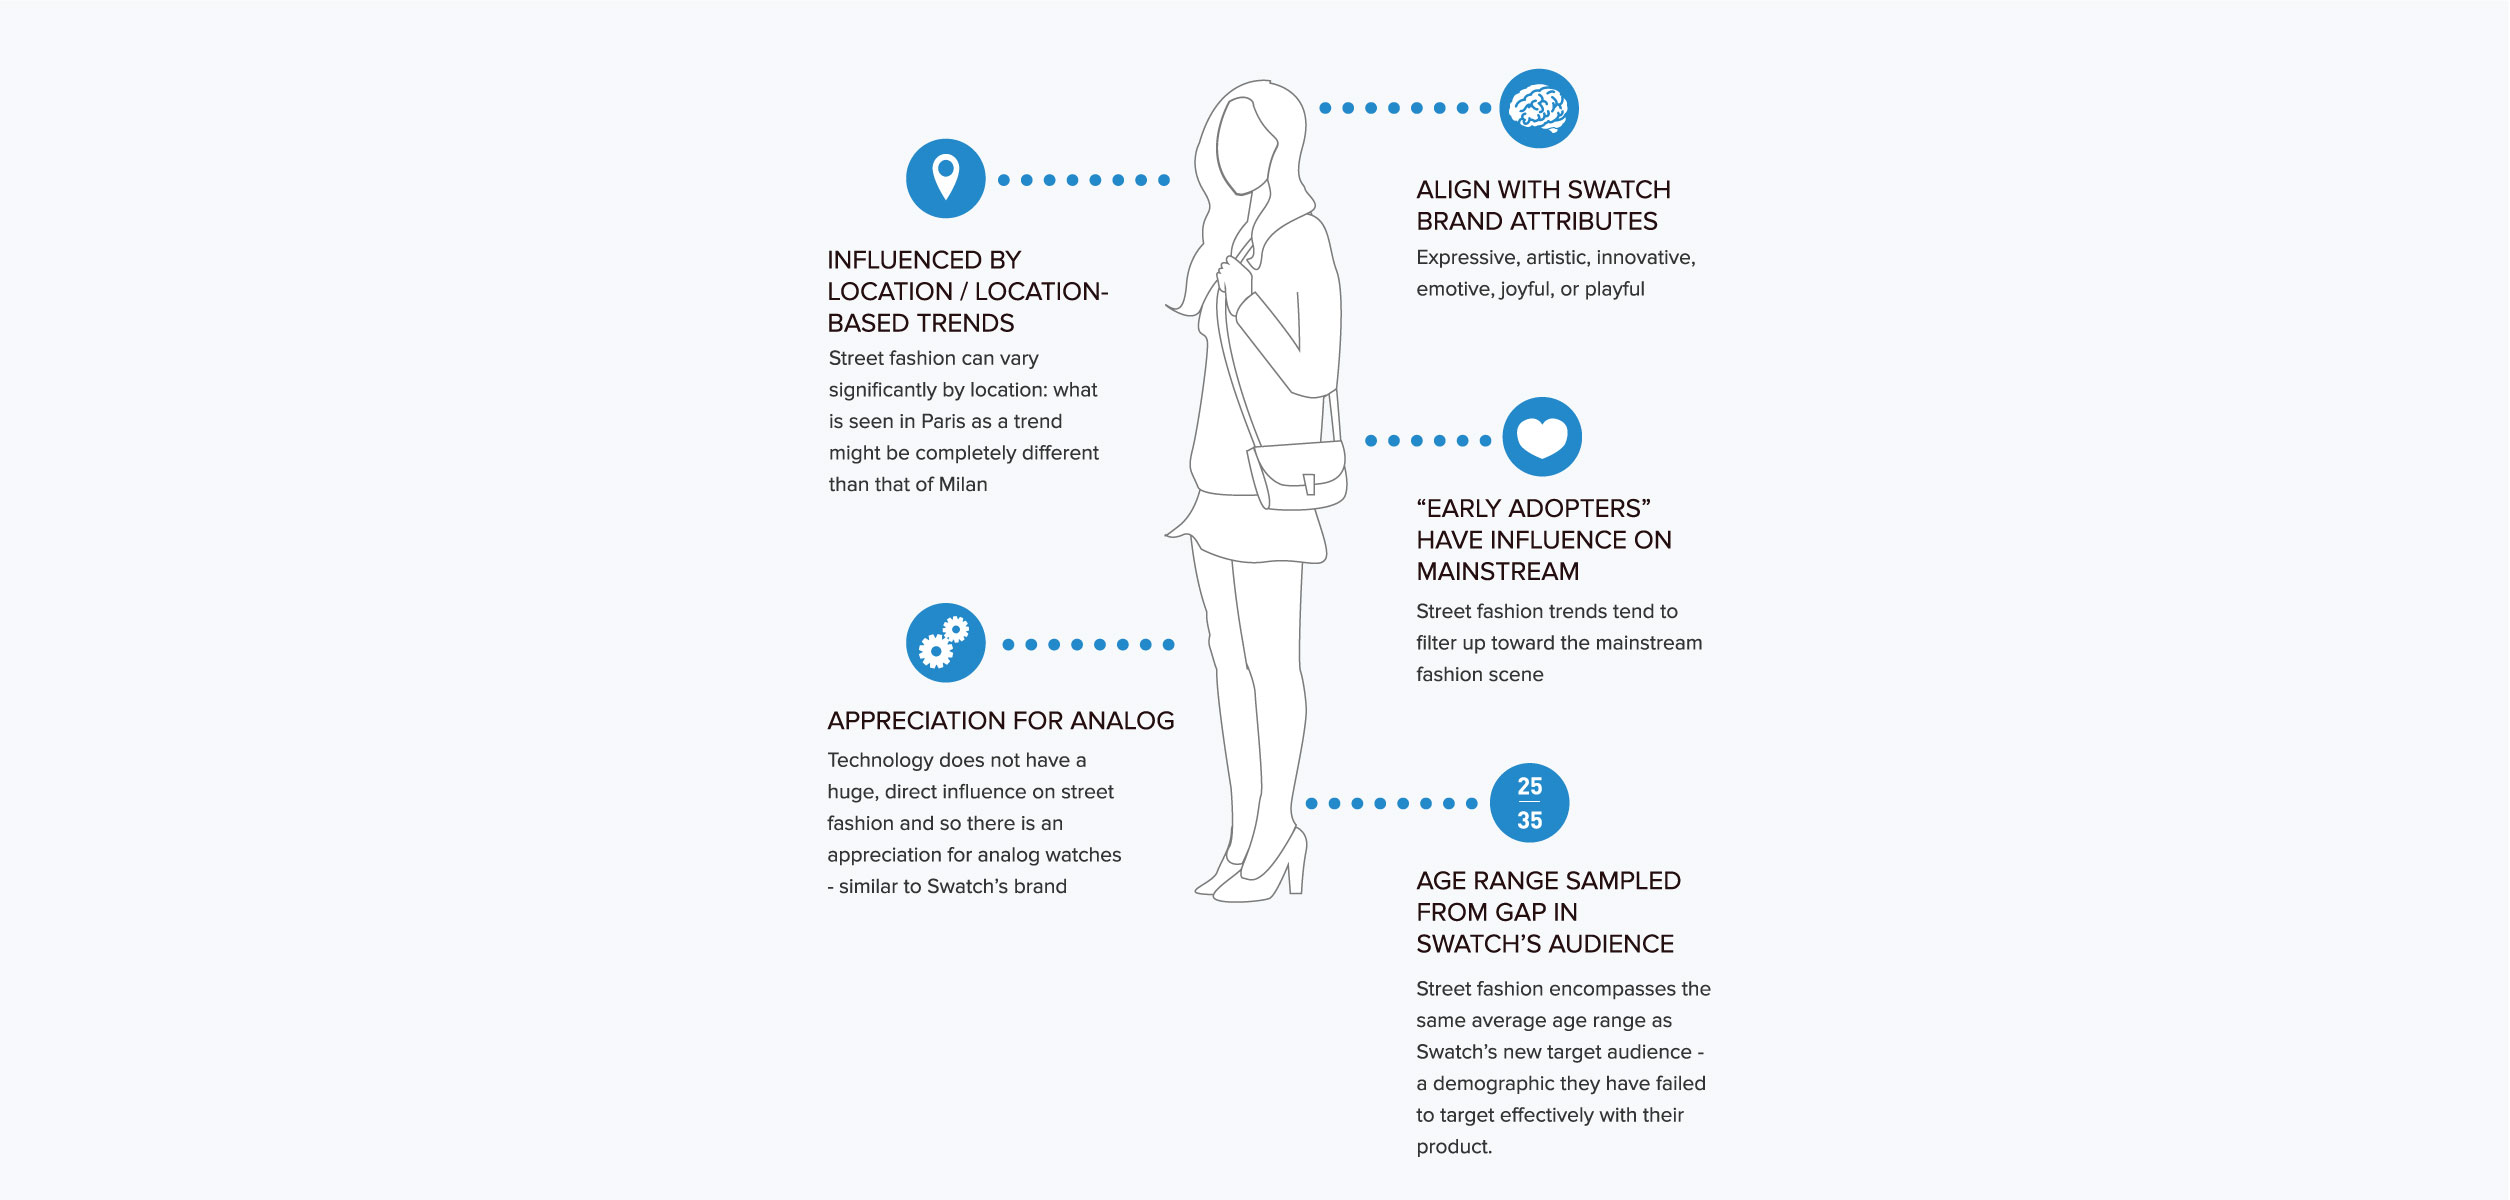 INFLUENCED BY
LOCATION / LOCATION-
BASED TRENDS
Street fashion can vary
significantly by location: what
is seen in Paris as a trend
might be completely different
than that of Milan
APPRECIATION FOR ANALOG
Technology does not have a
huge, direct influence on street
fashion and so there is an
appreciation for analog watches
- similar to Swatch’s brand
ALIGN WITH SWATCH
BRAND ATTRIBUTES
Expressive, artistic, innovative,
emotive, joyful, or playful
“EARLY ADOPTERS”
HAVE INFLUENCE ON
MAINSTREAM
Street fashion trends tend to
filter up toward the mainstream
fashion scene
25
35
AGE RANGE SAMPLED
FROM GAP IN
SWATCH’S AUDIENCE
Street fashion encompasses the
same average age range as
Swatch’s new target audience -
a demographic they have failed
to target effectively with their
product.